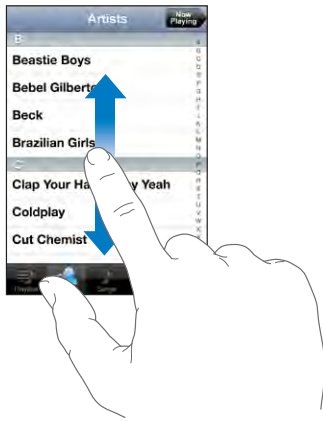 Artists
Now
Playing
B
Beastie Boys
Bebel Gilberto
Beck
Brazilian Girls
C
Clap Your Ha y Yeah
Coldplay
Cut Chemist